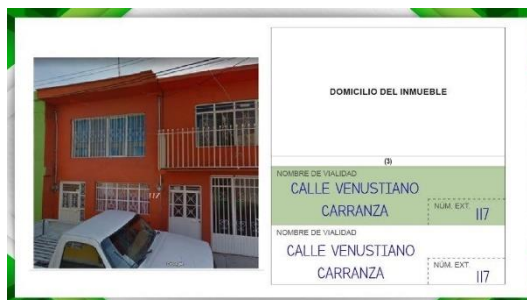 117
DOMICILIO DEL INMUEBLE
(3)
NOMBRE DE VIALIDAD
CALLE VENUSTIANO
CARRANZA
NÚM. EXT.
117
NOMBRE DE VIALIDAD
CALLE VENUSTIANO
CARRANZA
NÚM. EXT.
117